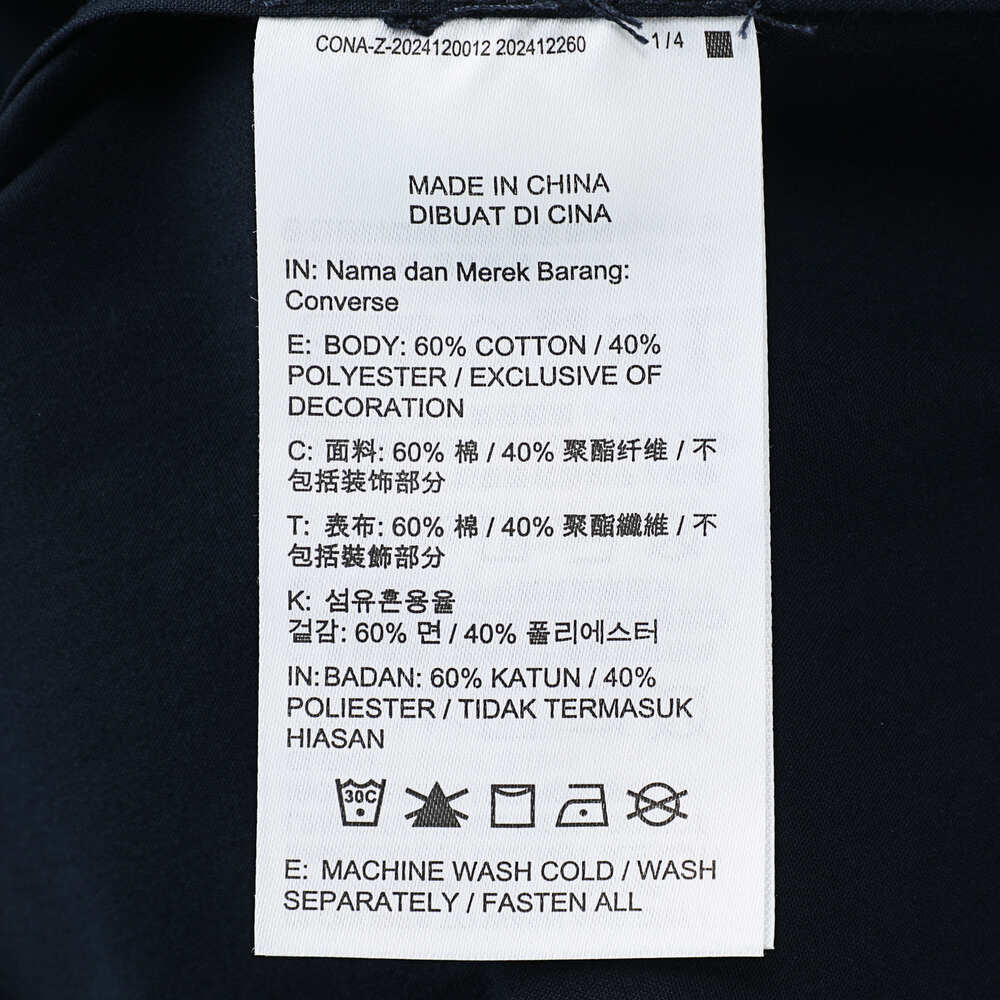 CONA-Z-2024120012 202412260 1/4
MADE IN CHINA
DIBUAT DI CINA
IN: Nama dan Merek Barang:
Converse
E: BODY: 60% COTTON / 40%
POLYESTER / EXCLUSIVE OF
DECORATION
C: 面料: 60% 棉 / 40% 聚酯纤维 / 不
包括装饰部分
T: 表布: 60% 棉 / 40% 聚酯纖維 / 不
包括裝飾部分
K: 섬유혼용율
겉감: 60% 면 / 40% 폴리에스터
IN: BADAN: 60% KATUN / 40%
POLIESTER / TIDAK TERMASUK
HIASAN
30C
E: MACHINE WASH COLD / WASH
SEPARATELY / FASTEN ALL